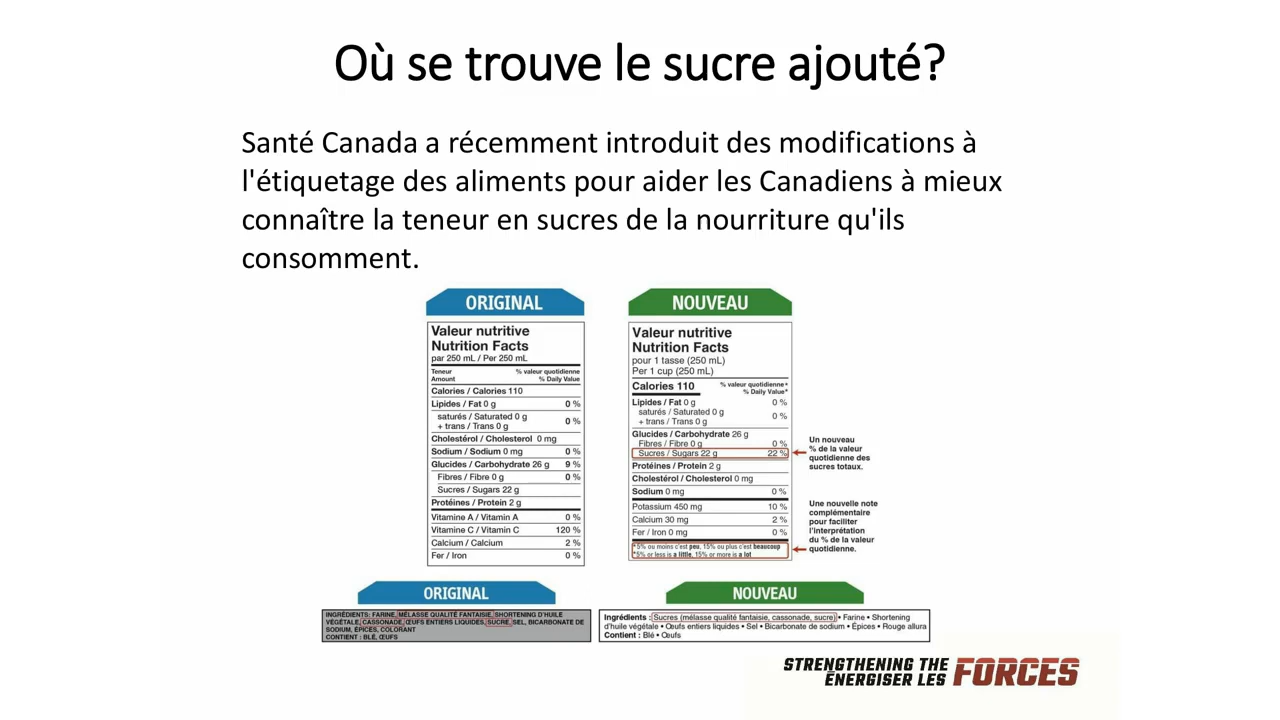 Où se trouve le sucre ajouté?
Santé Canada a récemment introduit des modifications à
l'étiquetage des aliments pour aider les Canadiens à mieux
connaître la teneur en sucres de la nourriture qu'ils
consomment.
ORIGINAL
Valeur nutritive
Nutrition Facts
par 250 mL / Per 250 mL
Teneur % valeur quotidienne
Amount % Daily Value
Calories / Calories 110
Lipides / Fat 0 g 0 %
saturés / Saturated 0 g
+ trans / Trans 0 g 0 %
Cholestérol / Cholesterol 0 mg
Sodium / Sodium 0 mg 0 %
Glucides / Carbohydrate 26 g 9 %
Fibres / Fibre 0 g 0 %
Sucres / Sugars 22 g
Protéines / Protein 2 g
Vitamine A / Vitamin A 0 %
Vitamine C / Vitamin C 120 %
Calcium / Calcium 2 %
Fer / Iron 0 %
NOUVEAU
Valeur nutritive
Nutrition Facts
pour 1 tasse (250 mL)
Per 1 cup (250 mL)
Calories 110 % valeur quotidienne*
% Daily Value*
Lipides / Fat 0 g 0 %
saturés / Saturated 0 g
+ trans / Trans 0 g 0 %
Glucides / Carbohydrate 26 g
Fibres / Fibre 0 g 0 %
Sucres / Sugars 22 g 22 %
Protéines / Protein 2 g
Cholestérol / Cholesterol 0 mg
Sodium 0 mg 0 %
Potassium 450 mg 10 %
Calcium 30 mg 2 %
Fer / Iron 0 mg 0 %
*5% ou moins c'est peu, 15% ou plus c'est beaucoup
*5% or less is a little, 15% or more is a lot
Un nouveau
% de la valeur
quotidienne des
sucres totaux.
Une nouvelle note
complémentaire
pour faciliter
l'interprétation
du % de la valeur
quotidienne.
ORIGINAL
INGRÉDIENTS: FARINE, MÉLASSE QUALITÉ FANTAISIE, SHORTENING D'HUILE
VÉGÉTALE, CASSONADE, ŒUFS ENTIERS LIQUIDES, SUCRE, SEL, BICARBONATE DE
SODIUM, ÉPICES, COLORANT
CONTIENT : BLÉ, ŒUFS
NOUVEAU
Ingrédients : Sucres (mélasse qualité fantaisie, cassonade, sucre) • Farine • Shortening
d'huile végétale • Œufs entiers liquides • Sel • Bicarbonate de sodium • Épices • Rouge allura
Contient : Blé • Œufs
STRENGTHENING THE
ÉNERGISER LES FORCES